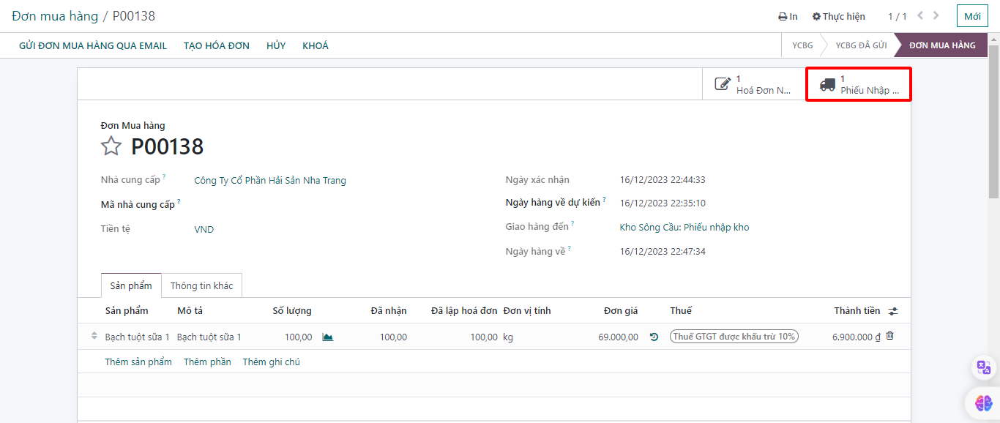 Đơn mua hàng / P00138
In
Thực hiện
1 / 1
Mới
GỬI ĐƠN MUA HÀNG QUA EMAIL TẠO HÓA ĐƠN HỦY KHOÁ
YCBG YCBG ĐÃ GỬI ĐƠN MUA HÀNG
1
Hoá Đơn N...
1
Phiếu Nhập ...
Đơn Mua hàng
P00138
Nhà cung cấp ? Công Ty Cổ Phần Hải Sản Nha Trang
Ngày xác nhận 16/12/2023 22:44:33
Mã nhà cung cấp ?
Ngày hàng về dự kiến ? 16/12/2023 22:35:10
Tiền tệ VND
Giao hàng đến ? Kho Sông Cầu: Phiếu nhập kho
Ngày hàng về ? 16/12/2023 22:47:34
Sản phẩm Thông tin khác
Sản phẩm Mô tả Số lượng Đã nhận Đã lập hoá đơn Đơn vị tính Đơn giá Thuế Thành tiền
Bạch tuột sữa 1 Bạch tuột sữa 1 100,00 100,00 100,00 kg 69.000,00 Thuế GTGT được khấu trừ 10% 6.900.000 ₫
Thêm sản phẩm Thêm phần Thêm ghi chú